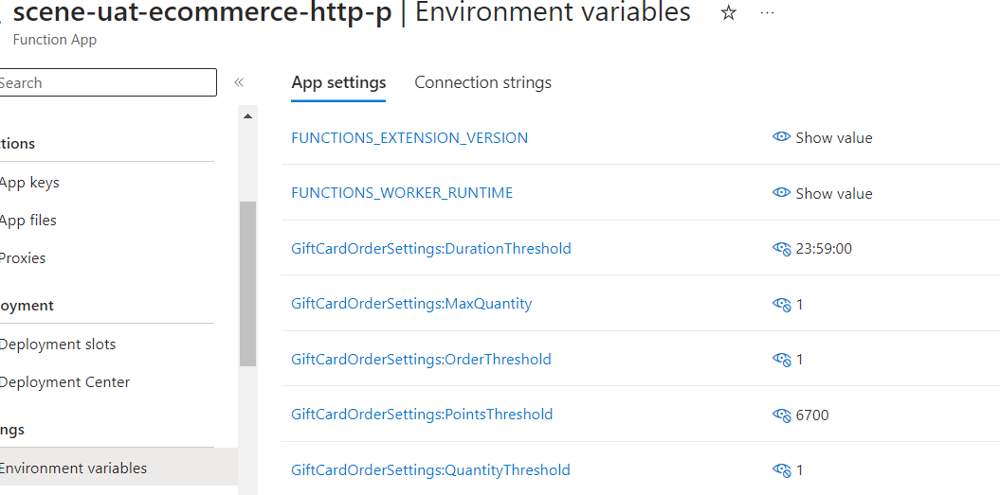 scene-uat-ecommerce-http-p | Environment variables ☆ ...
Function App
Search «
App settings Connection strings
ctions
App keys
App files
Proxies
oyment
Deployment slots
Deployment Center
ngs
Environment variables
FUNCTIONS_EXTENSION_VERSION Show value
FUNCTIONS_WORKER_RUNTIME Show value
GiftCardOrderSettings:DurationThreshold 23:59:00
GiftCardOrderSettings:MaxQuantity 1
GiftCardOrderSettings:OrderThreshold 1
GiftCardOrderSettings:PointsThreshold 6700
GiftCardOrderSettings:QuantityThreshold 1